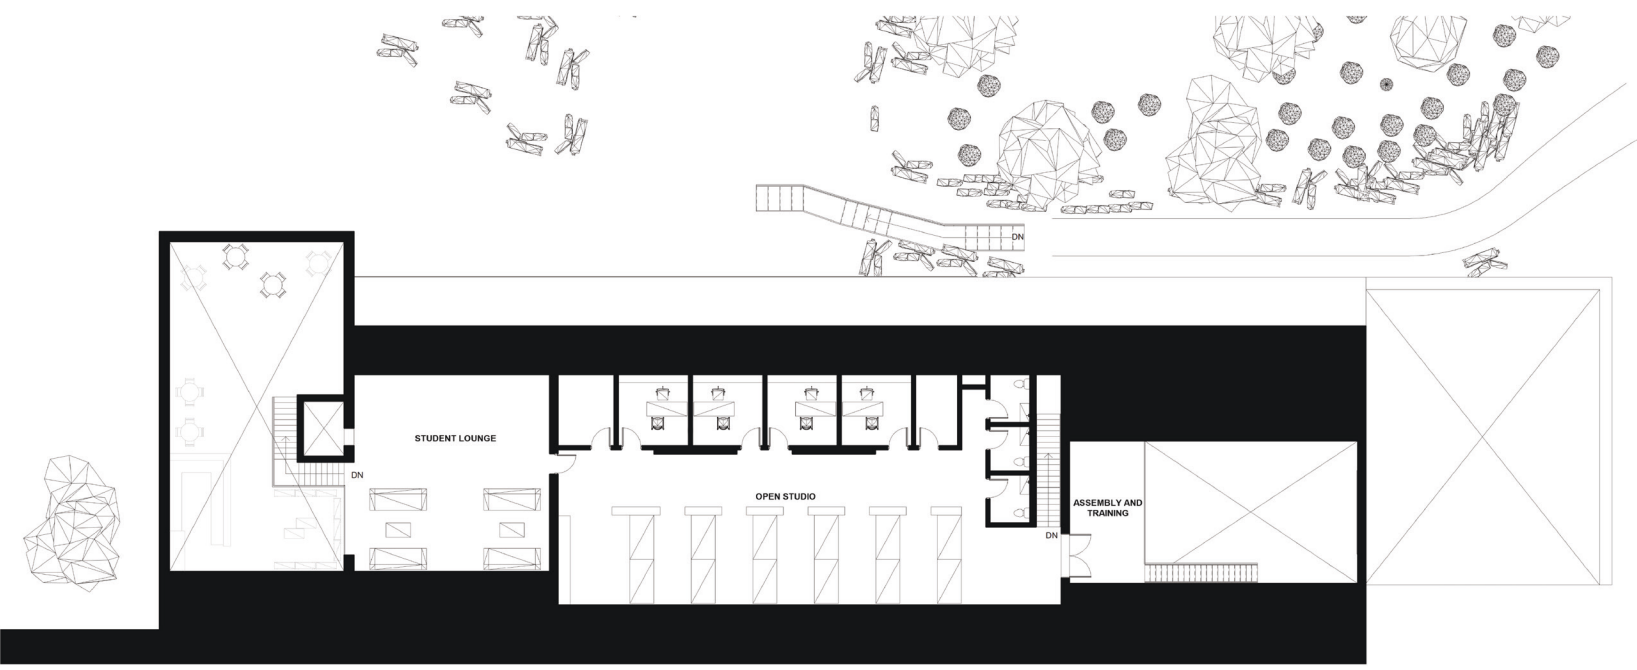 DN
STUDENT LOUNGE
DN
OPEN STUDIO
ASSEMBLY AND
TRAINING
DN